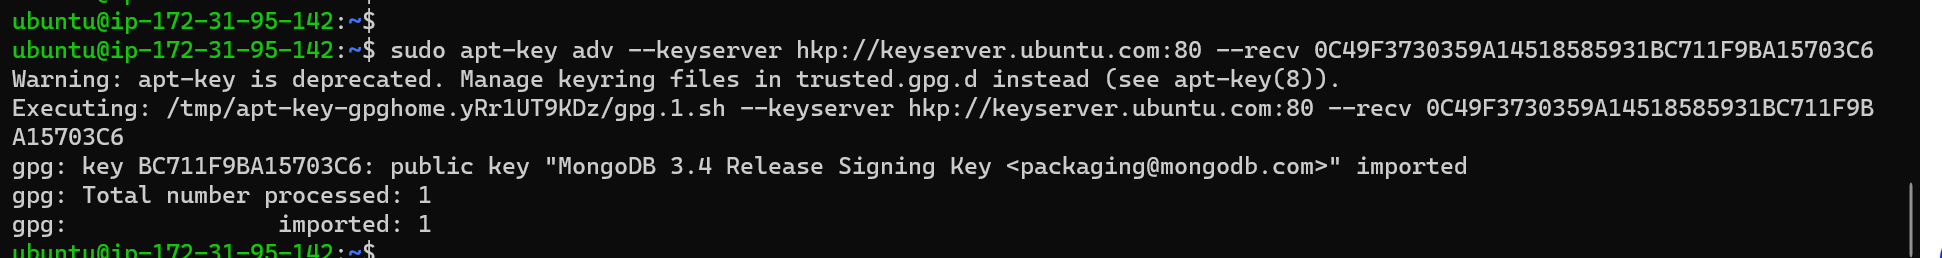 ubuntu@ip-172-31-95-142:~$
ubuntu@ip-172-31-95-142:~$ sudo apt-key adv --keyserver hkp://keyserver.ubuntu.com:80 --recv 0C49F3730359A14518585931BC711F9BA15703C6
Warning: apt-key is deprecated. Manage keyring files in trusted.gpg.d instead (see apt-key(8)).
Executing: /tmp/apt-key-gpghome.yRr1UT9KDz/gpg.1.sh --keyserver hkp://keyserver.ubuntu.com:80 --recv 0C49F3730359A14518585931BC711F9B
A15703C6
gpg: key BC711F9BA15703C6: public key "MongoDB 3.4 Release Signing Key <packaging@mongodb.com>" imported
gpg: Total number processed: 1
gpg:               imported: 1
ubuntu@ip-172-31-95-142:~$